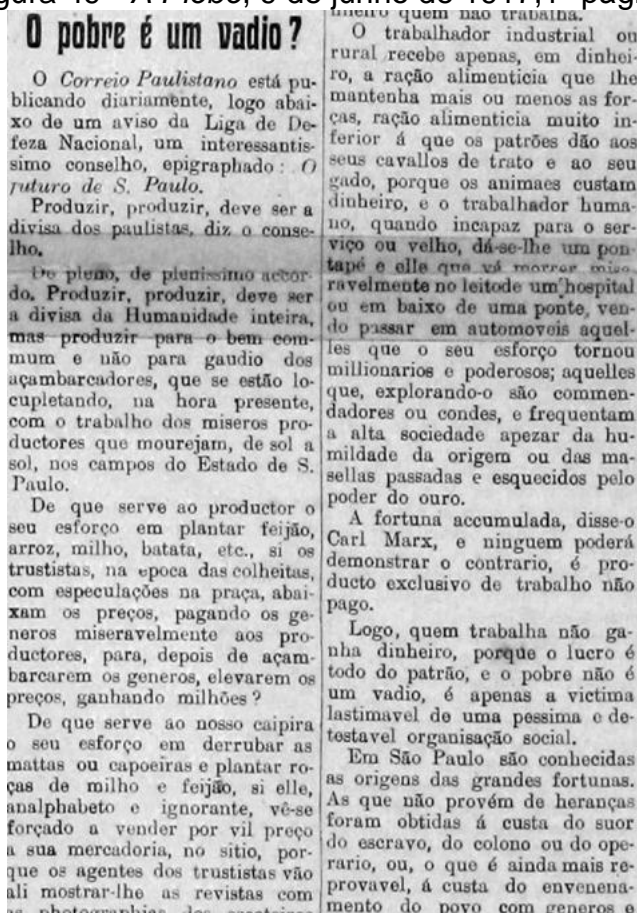 A Plebe, de junho de 1917, 1ª
O pobre é um vadio?
O Correio Paulistano está pu-
blicando diariamente, logo abai-
xo de um aviso da Liga de De-
feza Nacional, um interessantis-
simo conselho, epigraphado: O
futuro de S. Paulo.
Produzir, produzir, deve ser a
divisa dos paulistas, diz o conse-
lho.
De pleno, de plenissimo accor-
do. Produzir, produzir, deve ser
a divisa da Humanidade inteira,
mas produzir para o bem com-
mum e não para gaudio dos
açambarcadores, que se estão lo-
cupletando, na hora presente,
com o trabalho dos miseros pro-
ductores que mourejam, de sol a
sol, nos campos do Estado de S.
Paulo.
De que serve ao productor o
seu esforço em plantar feijão,
arroz, milho, batata, etc., si os
trustistas, na epoca das colheitas,
com especulações na praça, abai-
xam os preços, pagando os ge-
neros miseravelmente aos pro-
ductores, para, depois de açam-
barcarem os generos, elevarem os
preços, ganhando milhões?
De que serve ao nosso caipira
o seu esforço em derrubar as
mattas ou capoeiras e plantar ro-
ças de milho e feijão, si elle,
analphabeto e ignorante, vê-se
forçado a vender por vil preço
a sua mercadoria, no sitio, por-
que os agentes dos trustistas vão
ali mostrar-lhe as revistas com
as photographias dos
quem não trabalha.
O trabalhador industrial ou
rural recebe apenas, em dinhei-
ro, a ração alimenticia que lhe
mantenha mais ou menos as for-
ças, ração alimenticia muito in-
ferior á que os patrões dão aos
seus cavallos de trato e ao seu
gado, porque os animaes custam
dinheiro, e o trabalhador huma-
no, quando incapaz para o ser-
viço ou velho, dá-se-lhe um pon-
tapé e elle que vá morrer mise-
ravelmente no leito de um hospital
ou em baixo de uma ponte, ven-
do passar em automoveis aquel-
les que o seu esforço tornou
millionarios e poderosos; aquelles
que, explorando-o são commen-
dadores ou condes, e frequentam
a alta sociedade apezar da hu-
mildade da origem ou das ma-
sellas passadas e esquecidos pelo
poder do ouro.
A fortuna accumulada, disse-o
Carl Marx, e ninguem poderá
demonstrar o contrario, é pro-
ducto exclusivo de trabalho não
pago.
Logo, quem trabalha não ga-
nha dinheiro, porque o lucro é
todo do patrão, e o pobre não é
um vadio, é apenas a victima
lastimavel de uma pessima e de-
testavel organisação social.
Em São Paulo são conhecidas
as origens das grandes fortunas.
As que não provém de heranças
foram obtidas á custa do suor
do escravo, do colono ou do ope-
rario, ou, o que é ainda mais re-
provavel, á custa do envenena-
mento do povo com generos e